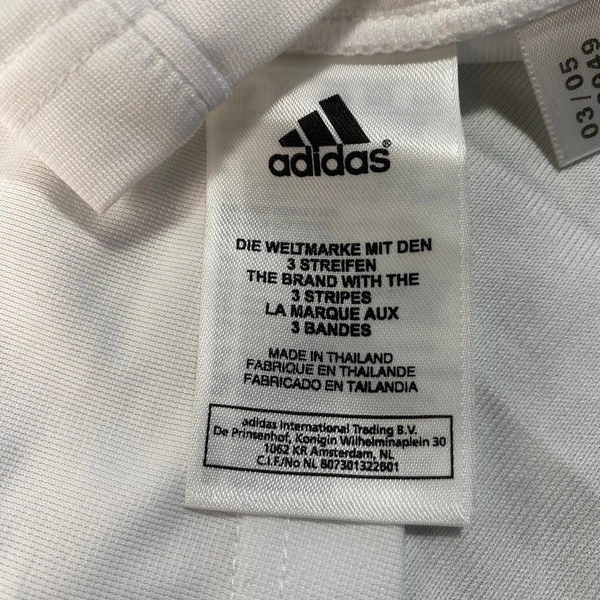 adidas®
DIE WELTMARKE MIT DEN
3 STREIFEN
THE BRAND WITH THE
3 STRIPES
LA MARQUE AUX
3 BANDES
MADE IN THAILAND
FABRIQUE EN THAILANDE
FABRICADO EN TAILANDIA
adidas International Trading B.V.
De Prinsenhof, Konigin Wilhelminaplein 30
1062 KR Amsterdam, NL
C.I.F./No NL 807301322B01
03/05